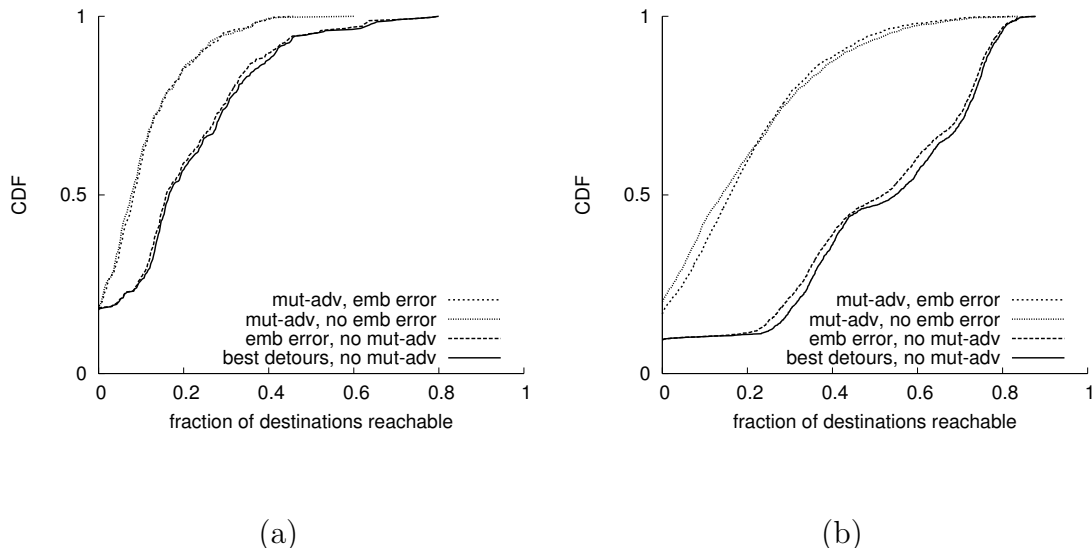 1
0.5
0
CDF
mut-adv, emb error
mut-adv, no emb error
emb error, no mut-adv
best detours, no mut-adv
0 0.2 0.4 0.6 0.8 1
fraction of destinations reachable
(a)
1
0.5
0
CDF
mut-adv, emb error
mut-adv, no emb error
emb error, no mut-adv
best detours, no mut-adv
0 0.2 0.4 0.6 0.8 1
fraction of destinations reachable
(b)